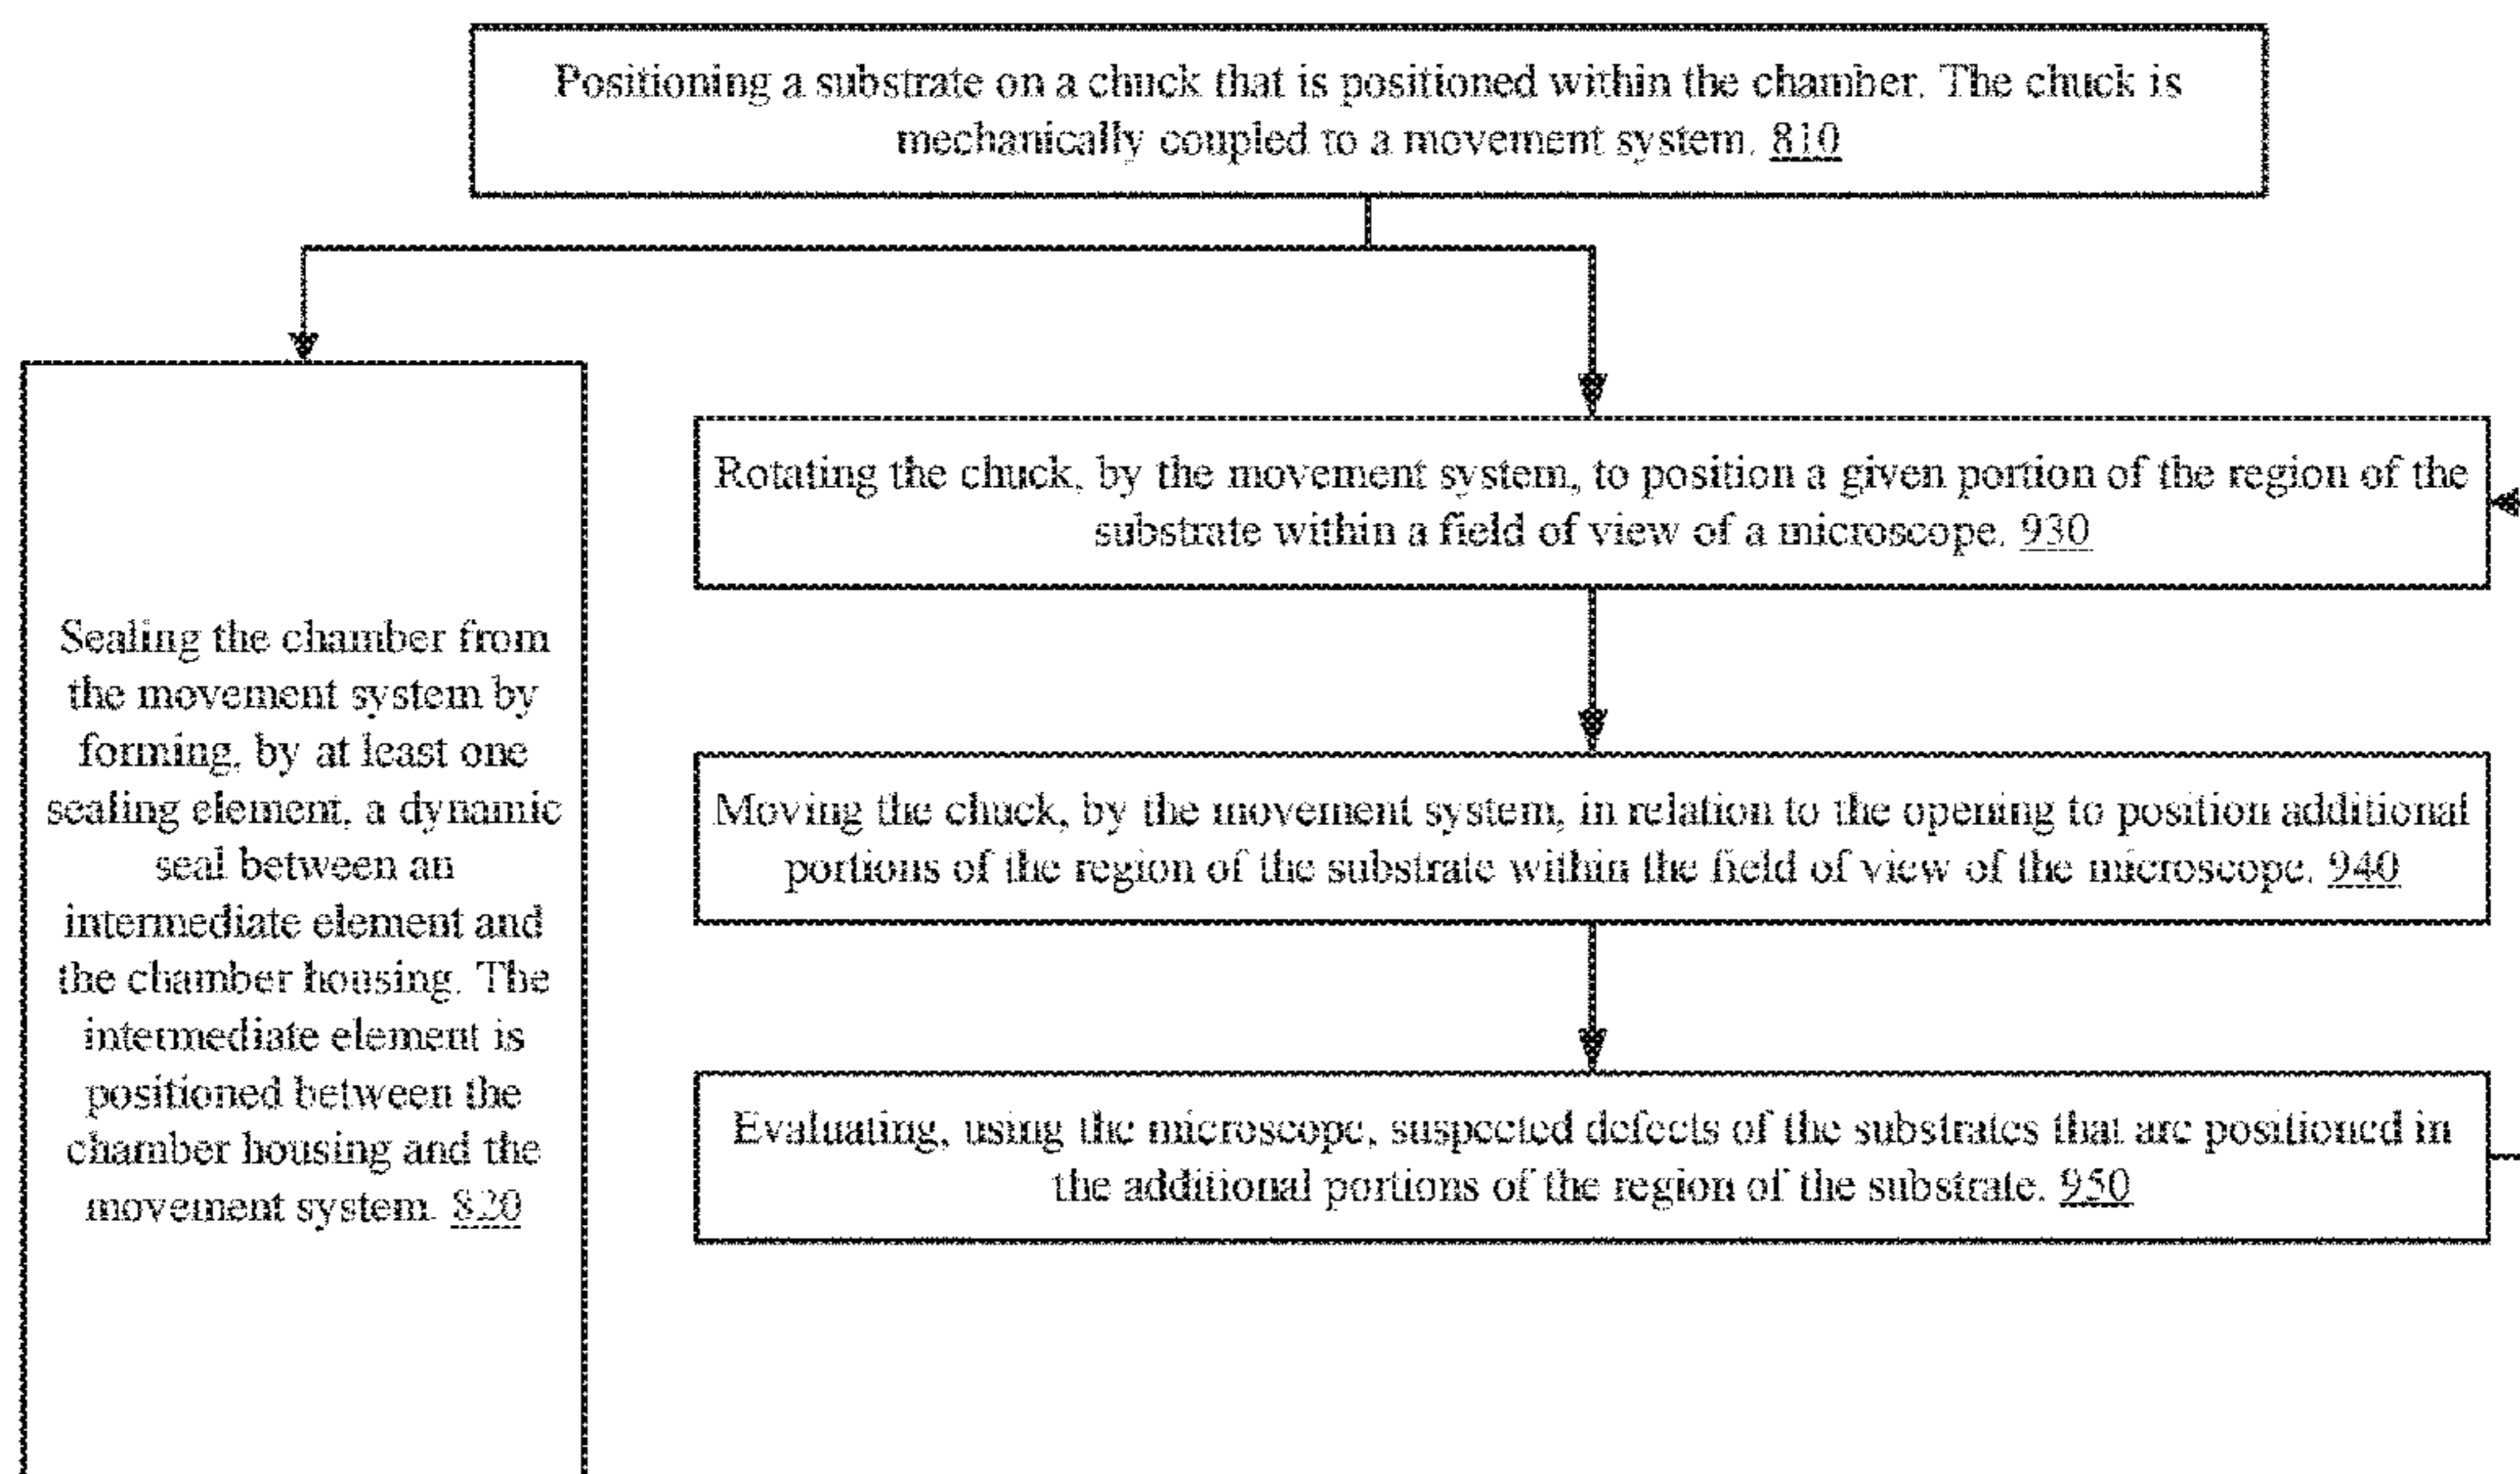 Positioning a substrate on a chuck that is positioned within the chamber. The chuck is
mechanically coupled to a movement system. 810
Rotating the chuck, by the movement system, to position a given portion of the region of the
substrate within a field of view of a microscope. 930
Moving the chuck, by the movement system, in relation to the opening to position additional
portions of the region of the substrate within the field of view of the microscope. 940
Evaluating, using the microscope, suspected defects of the substrates that are positioned in
the additional portions of the region of the substrate. 950
Sealing the chamber from
the movement system by
forming, by at least one
sealing element, a dynamic
seal between an
intermediate element and
the chamber housing. The
intermediate element is
positioned between the
chamber housing and the
movement system. 820